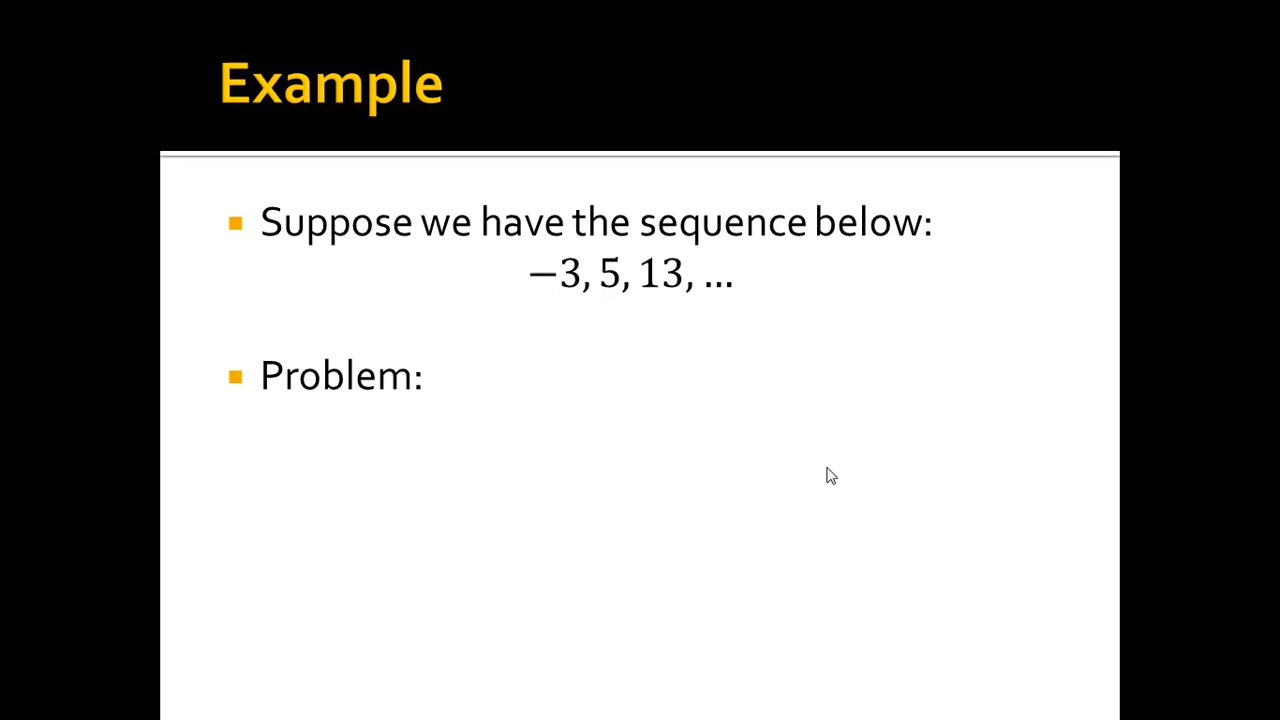 Example
Suppose we have the sequence below:
−3, 5, 13, …
Problem: